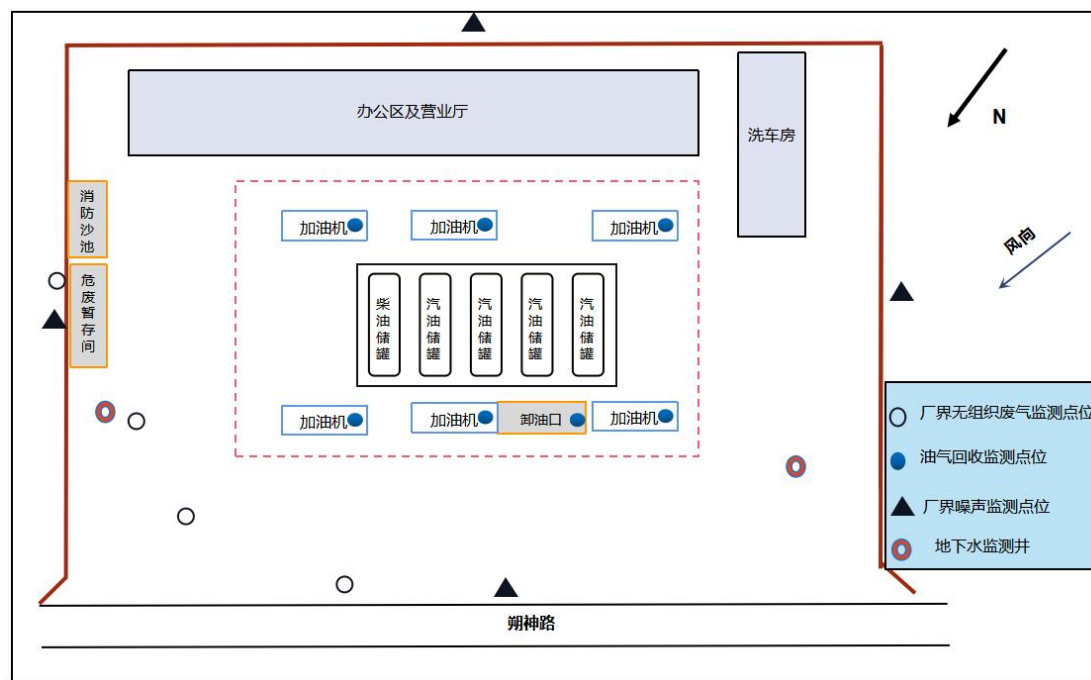 办公区及营业厅
洗车房
N
风向
消防沙池
危废暂存间
加油机
加油机
加油机
柴油储罐
汽油储罐
汽油储罐
汽油储罐
汽油储罐
加油机
加油机
卸油口
加油机
厂界无组织废气监测点位
油气回收监测点位
厂界噪声监测点位
地下水监测井
朔神路